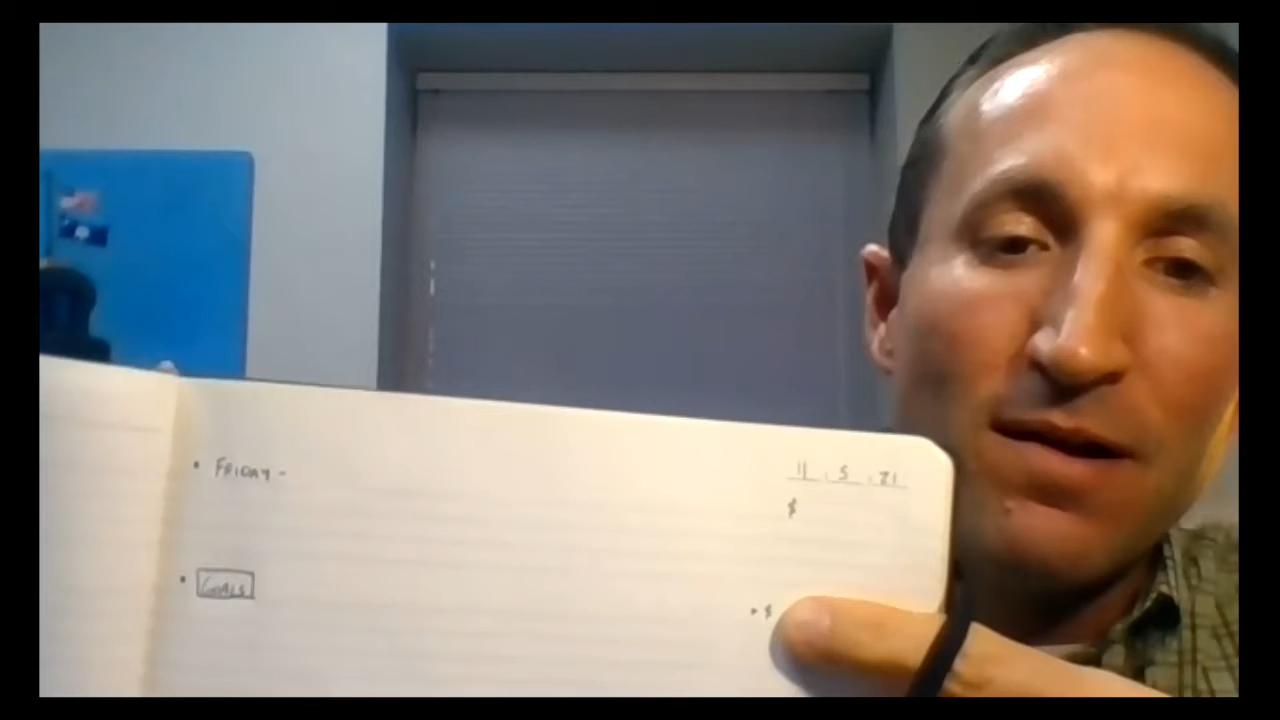 • FRIDAY -
11 . 5 . 21
$
• GOALS
• $